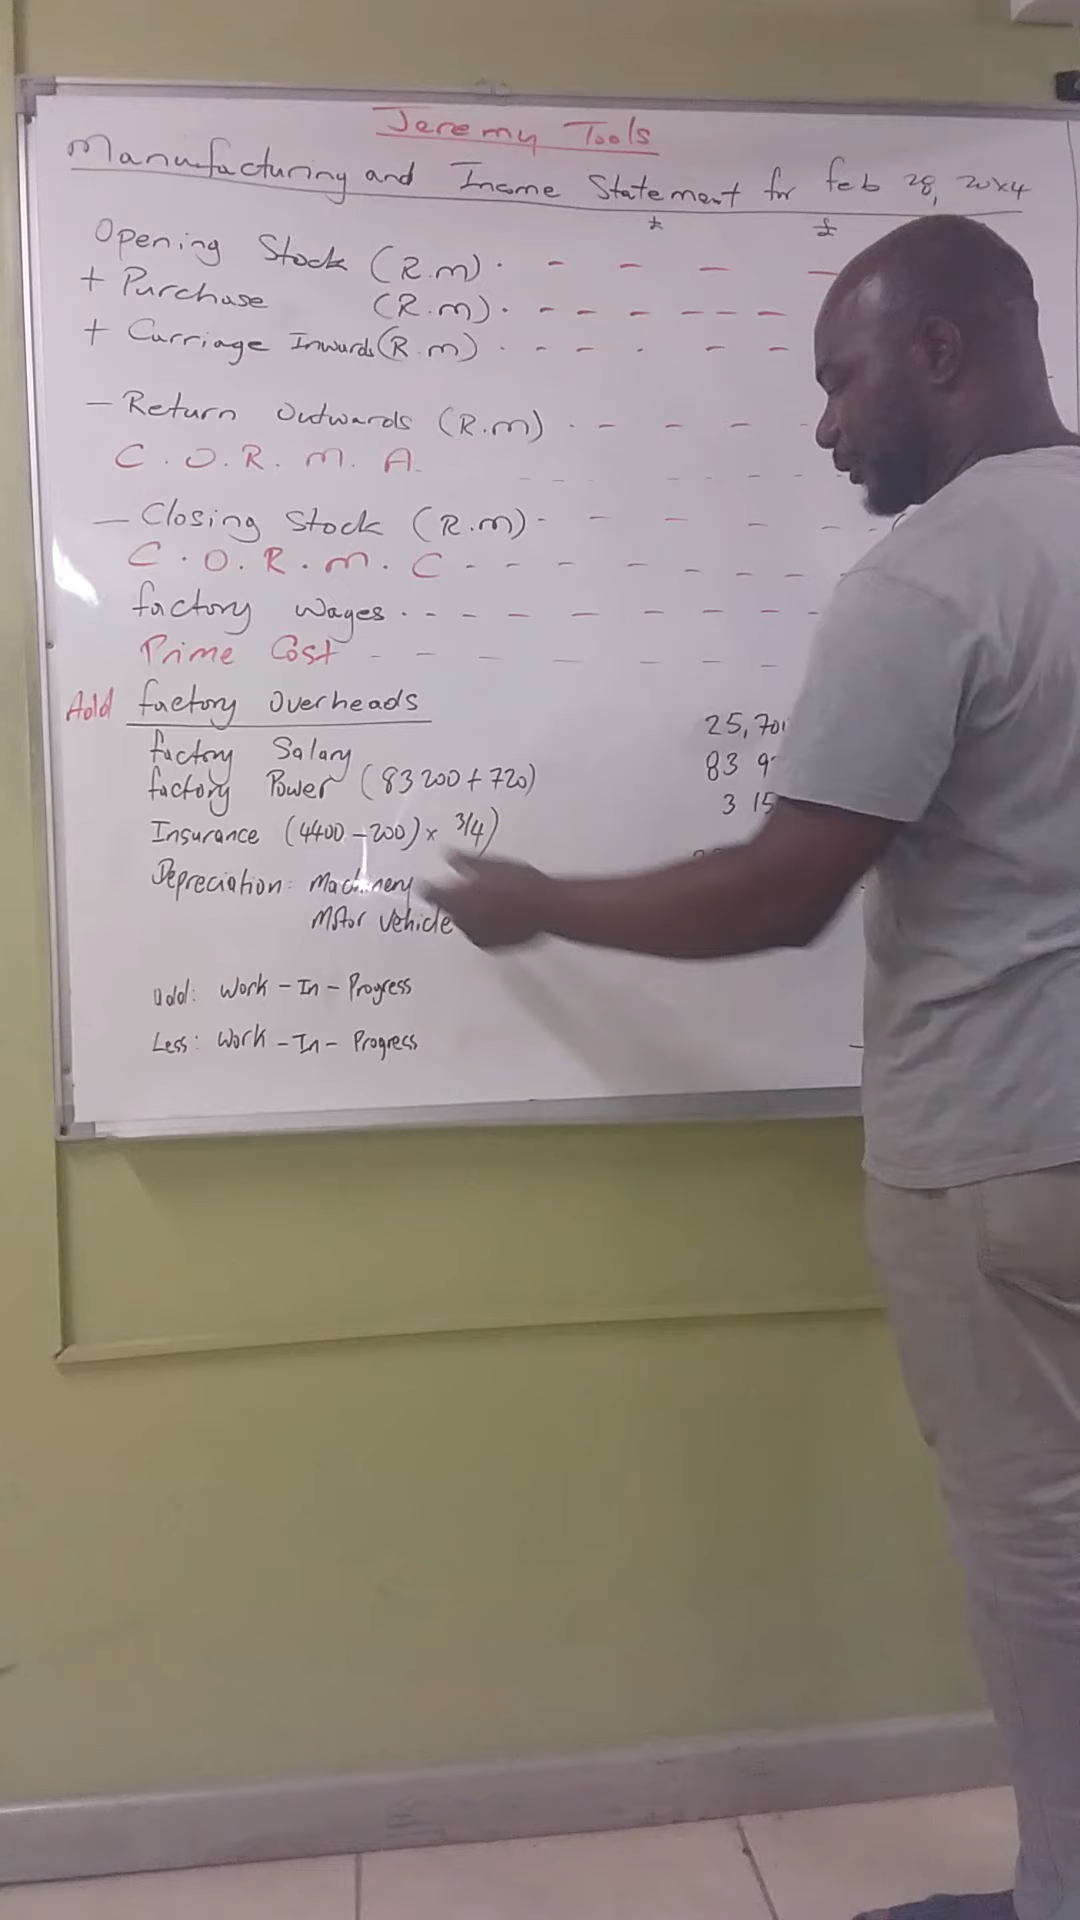 Jeremy Tools
Manufacturing and Income Statement for feb 28, 20x4
£ £
Opening Stock (R.m) - - - - -
+ Purchase (R.m) - - - - - - -
+ Carriage Inwards (R.m) - - - - - -
- Return Outwards (R.m) - - - - -
C.O.R.M.A.
- Closing Stock (R.m) - - - - - - (
C.O.R.M.C - - - - - - - -
factory Wages - - - - - - - -
Prime Cost - - - - - - -
Add factory Overheads
factory Salary 25,70
factory Power (83200+720) 83 9
Insurance (4400-200) x 3/4) 3 15
Depreciation: Machinery
Motor vehicle
add: Work-In-Progress
Less: Work-In-Progress